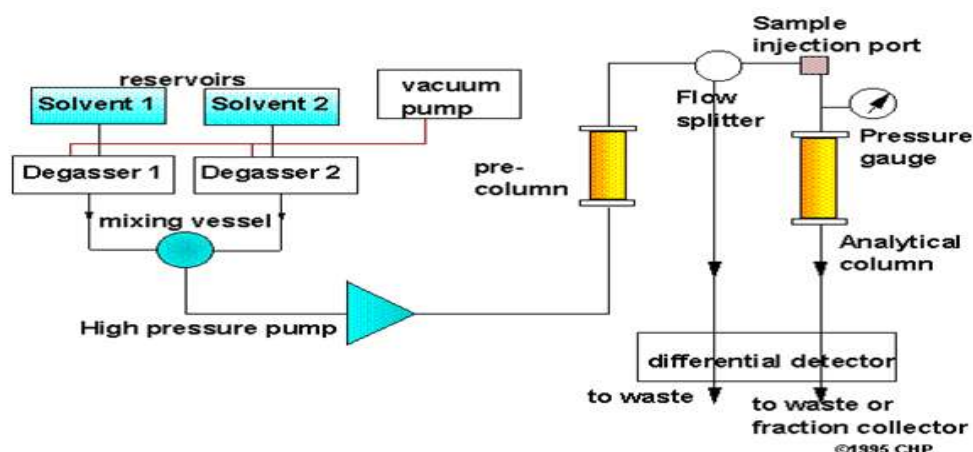 reservoirs
Solvent 1
Solvent 2
vacuum
pump
Degasser 1
Degasser 2
mixing vessel
High pressure pump
pre-
column
Flow
splitter
Sample
injection port
Pressure
gauge
Analytical
column
differential detector
to waste
to waste or
fraction collector
©1995 CHP